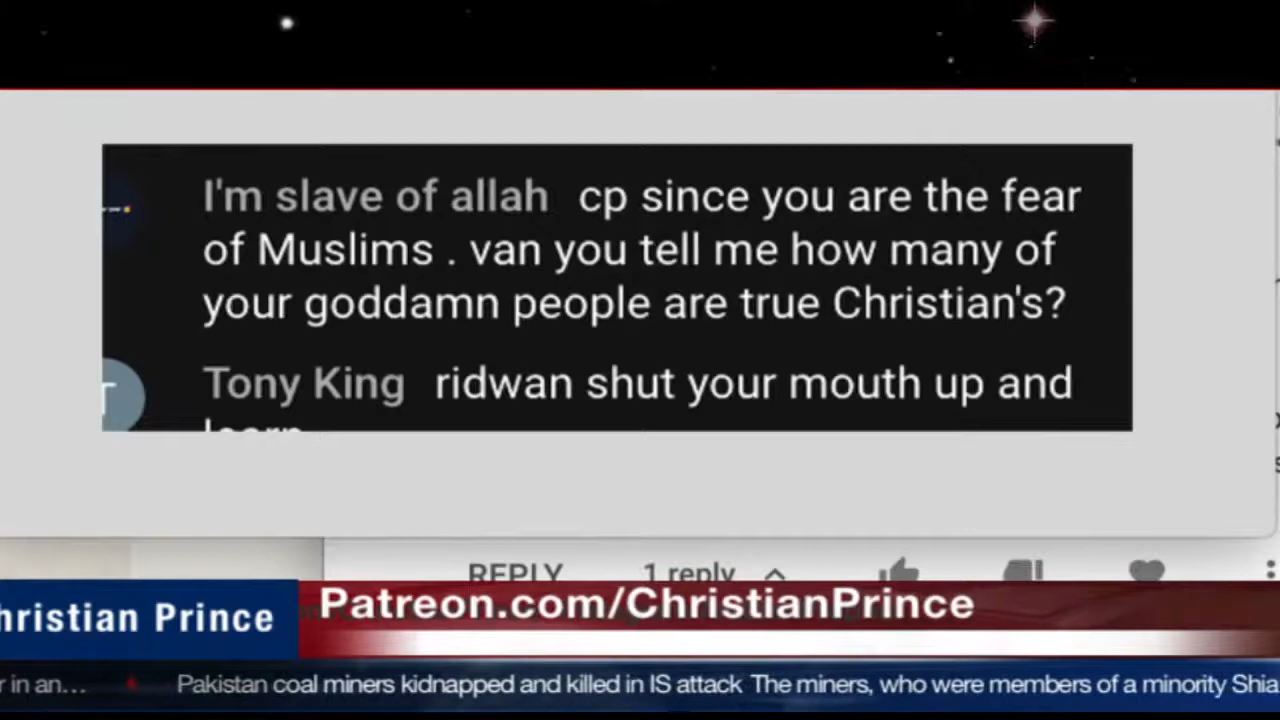 I'm slave of allah cp since you are the fear
of Muslims . van you tell me how many of
your goddamn people are true Christian's?
Tony King ridwan shut your mouth up and
learn
REPLY 1 reply
hristian Prince
Patreon.com/ChristianPrince
r in an... Pakistan coal miners kidnapped and killed in IS attack The miners, who were members of a minority Shia